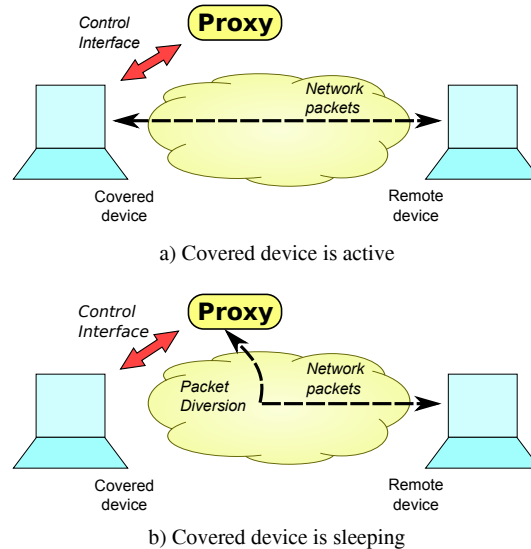 Control
Interface
Proxy
Network
packets
Covered
device
Remote
device
a) Covered device is active
Control
Interface
Proxy
Packet
Diversion
Network
packets
Covered
device
Remote
device
b) Covered device is sleeping